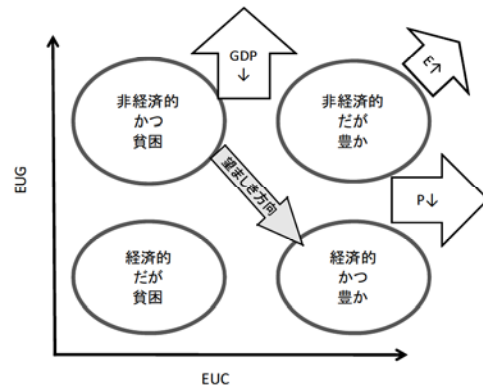 GDP
↓
E↑
非経済的
かつ
貧困
非経済的
だが
豊か
望ましき方向
P↓
EUG
経済的
だが
貧困
経済的
かつ
豊か
EUC